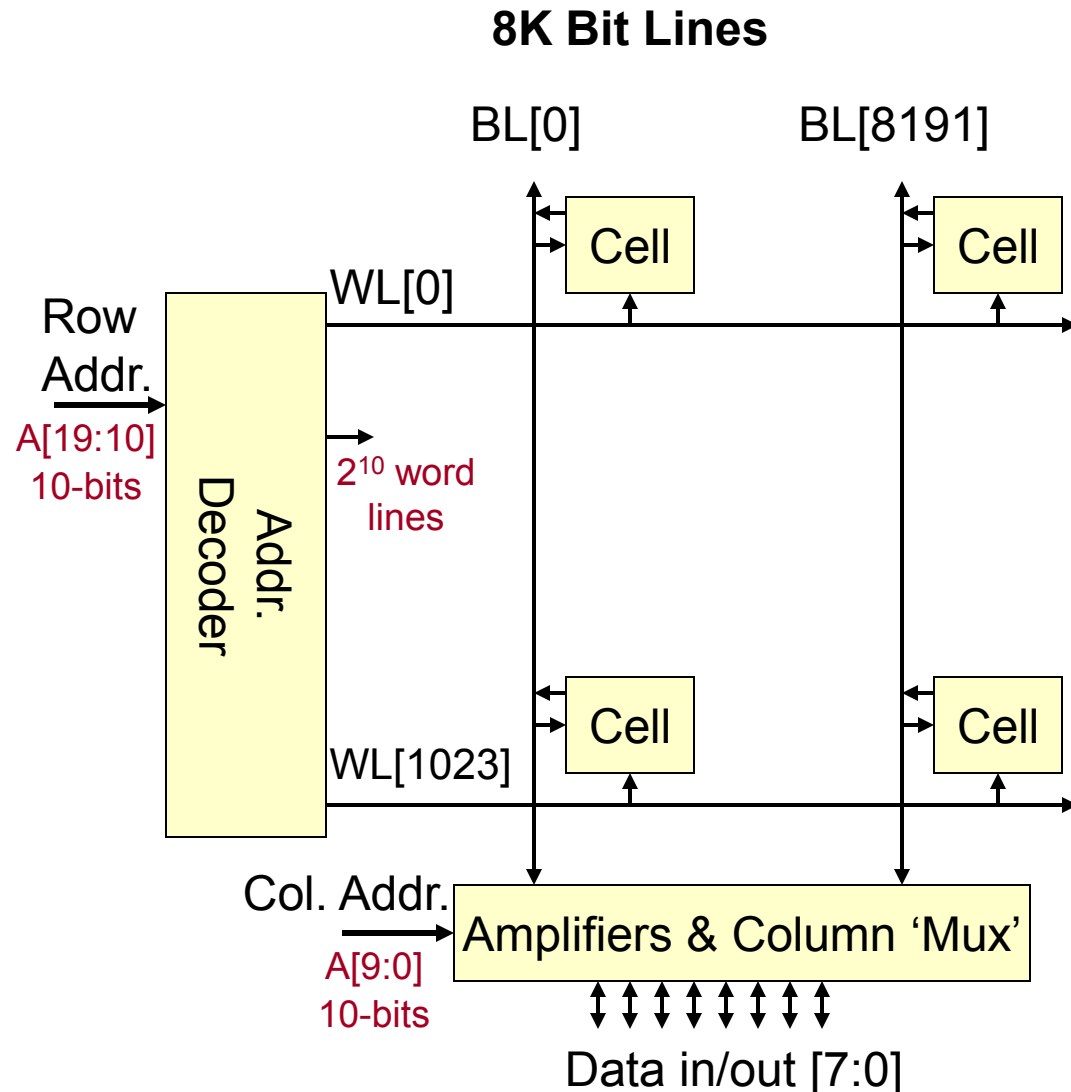 8K Bit Lines
BL[0]
BL[8191]
Cell
Cell
WL[0]
Row
Addr.
A[19:10]
10-bits
2¹⁰ word
lines
Addr.
Decoder
Cell
Cell
WL[1023]
Col. Addr.
A[9:0]
10-bits
Amplifiers & Column ‘Mux’
Data in/out [7:0]